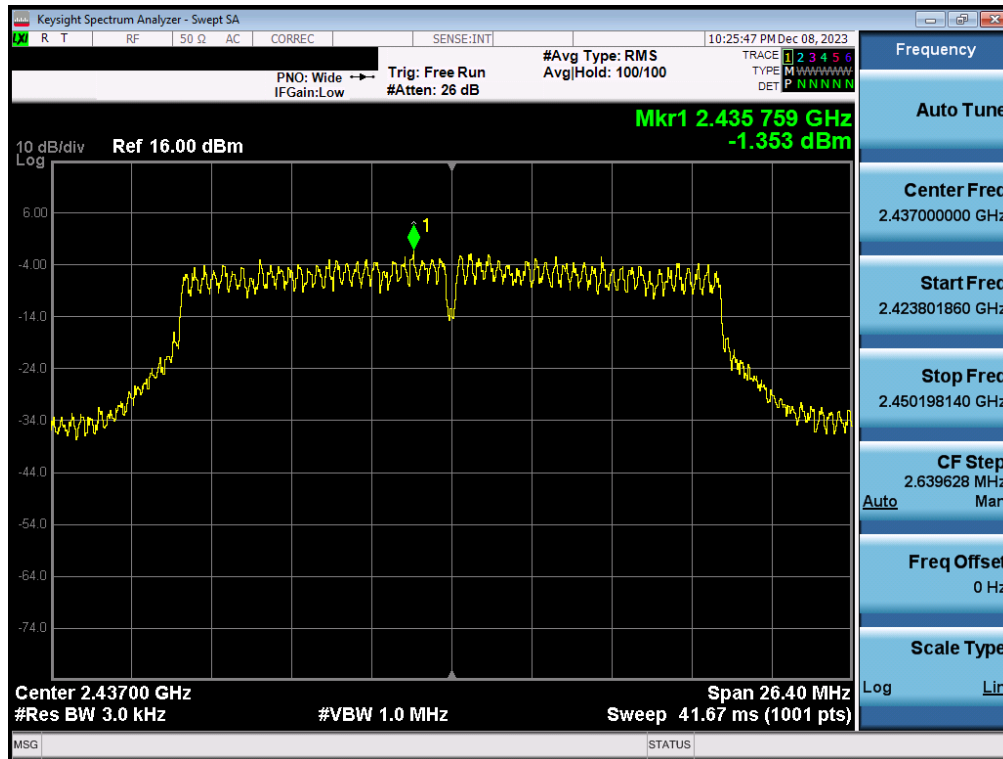 Keysight Spectrum Analyzer - Swept SA
LXI R T RF 50 Ω AC CORREC SENSE:INT 10:25:47 PM Dec 08, 2023
PNO: Wide
IFGain:Low
Trig: Free Run
#Atten: 26 dB
#Avg Type: RMS
Avg|Hold: 100/100
TRACE 1 2 3 4 5 6
TYPE M WWWWW
DET P N N N N N
Mkr1 2.435 759 GHz
-1.353 dBm
10 dB/div Ref 16.00 dBm
Log
1
6.00
-4.00
-14.0
-24.0
-34.0
-44.0
-54.0
-64.0
-74.0
Center 2.43700 GHz Span 26.40 MHz
#Res BW 3.0 kHz #VBW 1.0 MHz Sweep 41.67 ms (1001 pts)
MSG STATUS
Frequency
Auto Tune
Center Freq
2.437000000 GHz
Start Freq
2.423801860 GHz
Stop Freq
2.450198140 GHz
CF Step
2.639628 MHz
Auto Man
Freq Offset
0 Hz
Scale Type
Log Lin